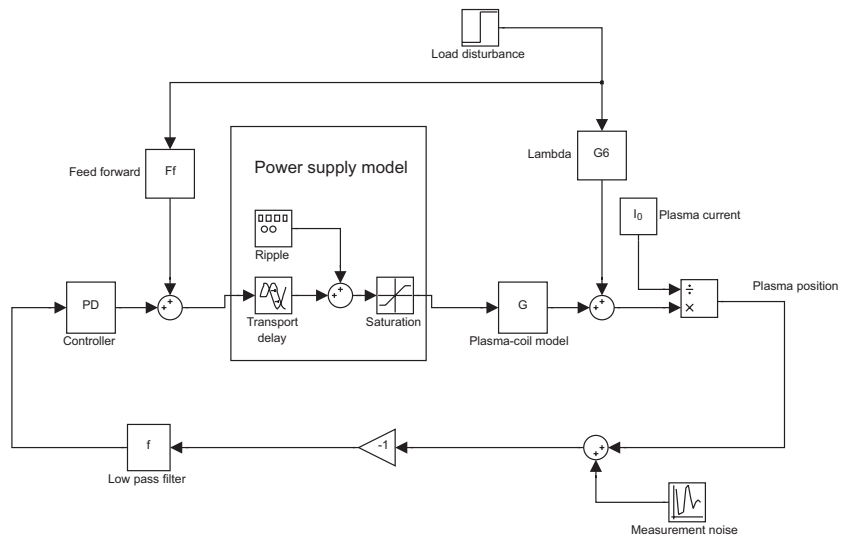 Load disturbance
Feed forward
Ff
Power supply model
Lambda
G6
I0
Plasma current
Ripple
PD
Controller
+
+
Transport
delay
+
+
Saturation
G
Plasma-coil model
+
+
÷
×
Plasma position
f
Low pass filter
-1
+
+
Measurement noise